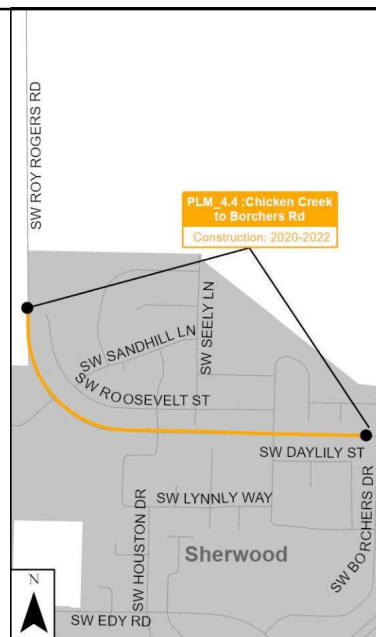 SW ROY ROGERS RD
PLM_4.4 :Chicken Creek
to Borchers Rd
Construction: 2020-2022
SW SEELY LN
SW SANDHILL LN
SW ROOSEVELT ST
SW DAYLILY ST
SW LYNNLY WAY
SW HOUSTON DR
SW BORCHERS DR
Sherwood
N
SW EDY RD